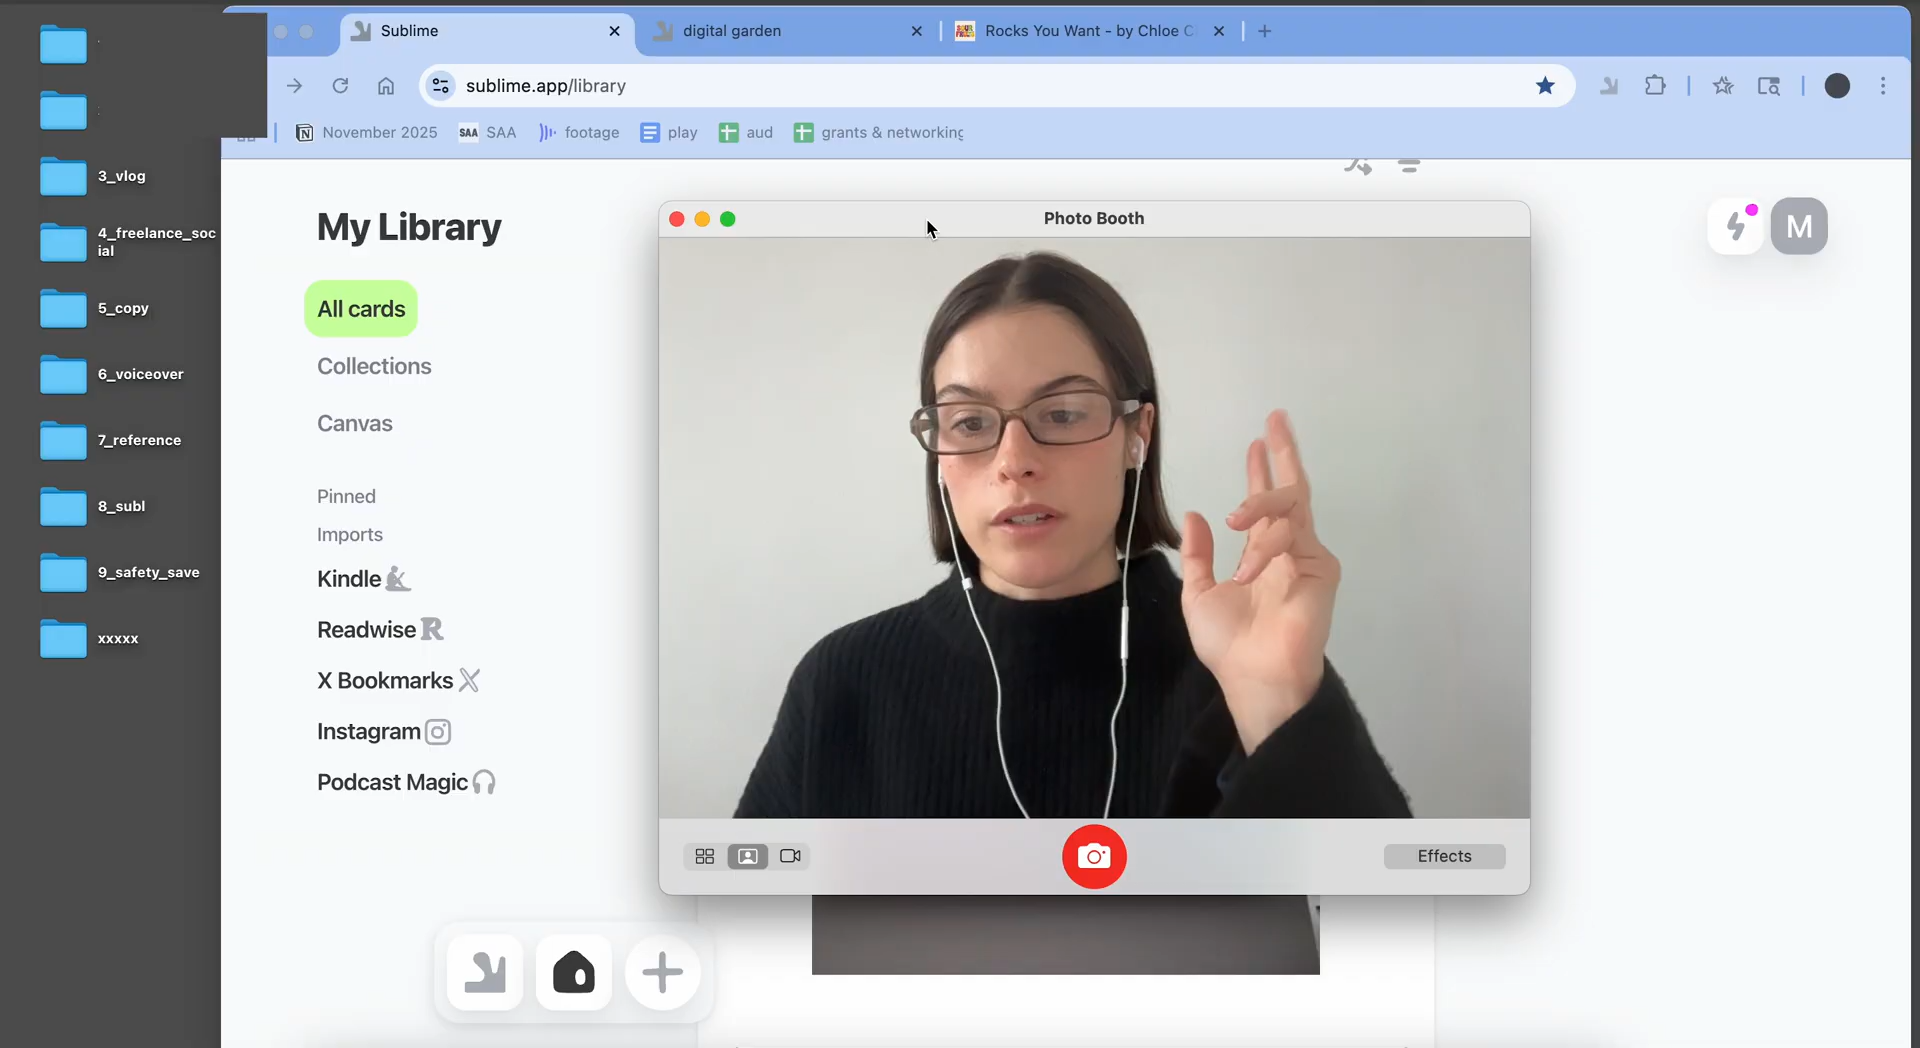 Sublime
digital garden
Rocks You Want - by Chloe C
sublime.app/library
November 2025
SAA SAA
footage
play
aud
grants & networking
3_vlog
4_freelance_soc
ial
5_copy
6_voiceover
7_reference
8_subl
9_safety_save
xxxxx
My Library
All cards
Collections
Canvas
Pinned
Imports
Kindle
Readwise R
X Bookmarks
Instagram
Podcast Magic
Photo Booth
Effects
M